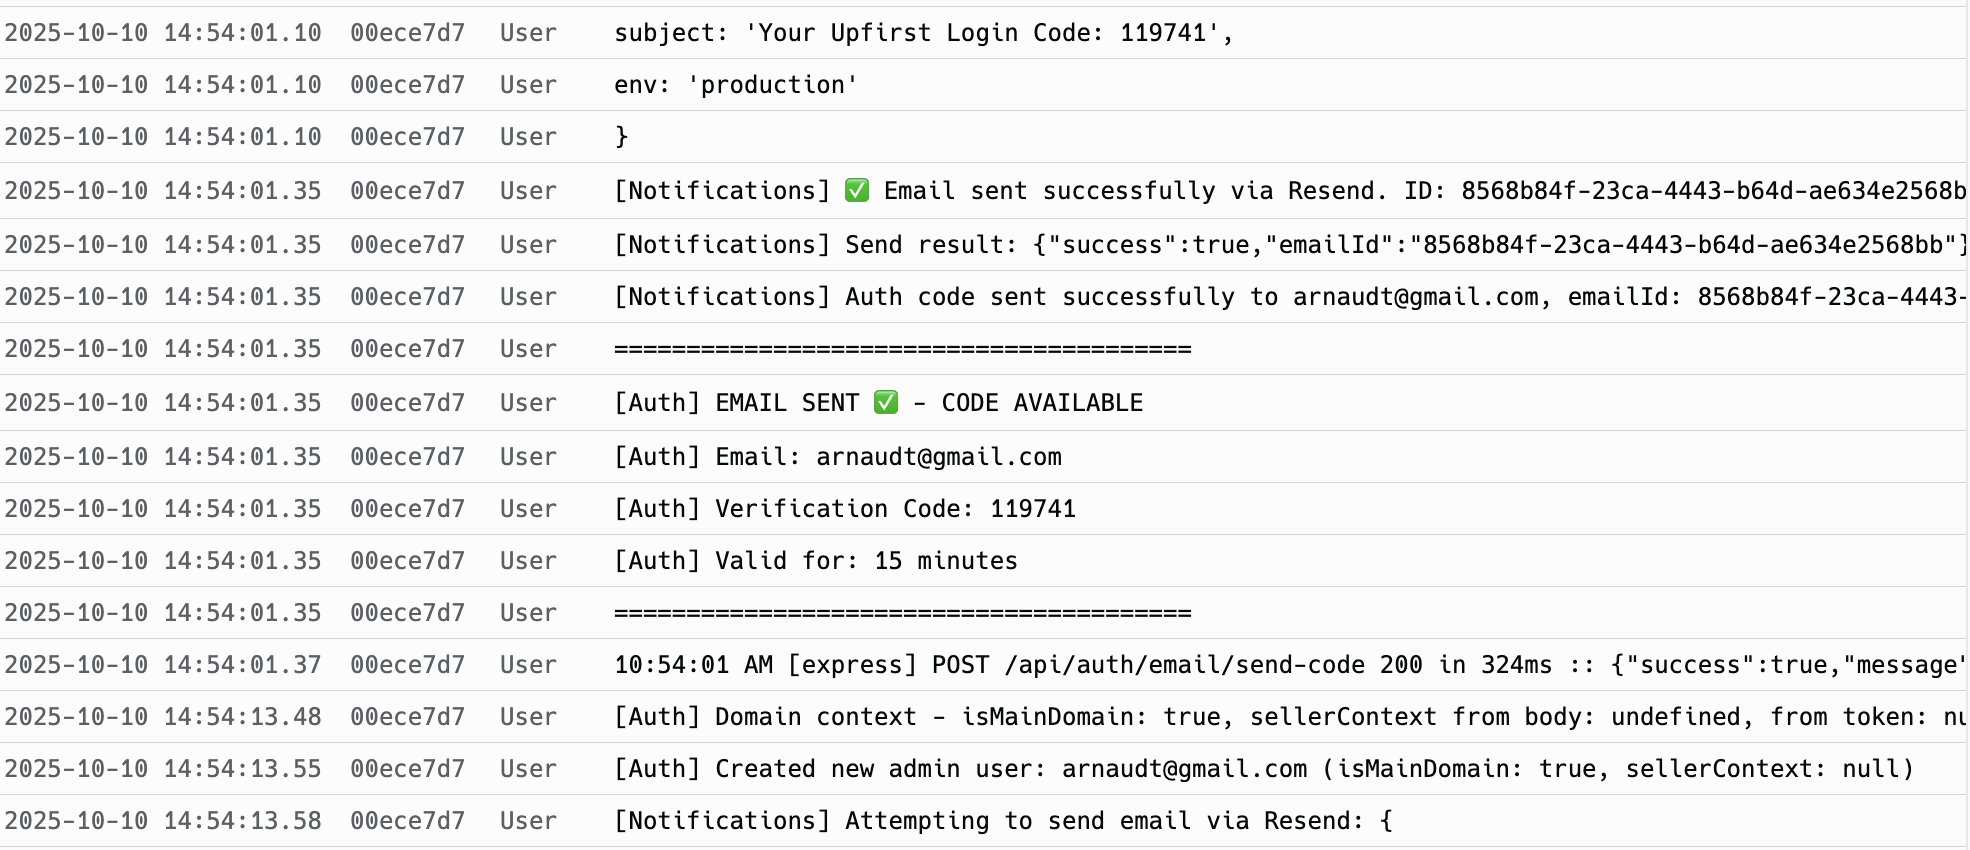 2025-10-10 14:54:01.10 00ece7d7 User subject: 'Your Upfirst Login Code: 119741',
2025-10-10 14:54:01.10 00ece7d7 User env: 'production'
2025-10-10 14:54:01.10 00ece7d7 User }
2025-10-10 14:54:01.35 00ece7d7 User [Notifications] ✅ Email sent successfully via Resend. ID: 8568b84f-23ca-4443-b64d-ae634e2568b
2025-10-10 14:54:01.35 00ece7d7 User [Notifications] Send result: {"success":true,"emailId":"8568b84f-23ca-4443-b64d-ae634e2568bb"}
2025-10-10 14:54:01.35 00ece7d7 User [Notifications] Auth code sent successfully to arnaudt@gmail.com, emailId: 8568b84f-23ca-4443-
2025-10-10 14:54:01.35 00ece7d7 User ========================================
2025-10-10 14:54:01.35 00ece7d7 User [Auth] EMAIL SENT ✅ - CODE AVAILABLE
2025-10-10 14:54:01.35 00ece7d7 User [Auth] Email: arnaudt@gmail.com
2025-10-10 14:54:01.35 00ece7d7 User [Auth] Verification Code: 119741
2025-10-10 14:54:01.35 00ece7d7 User [Auth] Valid for: 15 minutes
2025-10-10 14:54:01.35 00ece7d7 User ========================================
2025-10-10 14:54:01.37 00ece7d7 User 10:54:01 AM [express] POST /api/auth/email/send-code 200 in 324ms :: {"success":true,"message"
2025-10-10 14:54:13.48 00ece7d7 User [Auth] Domain context - isMainDomain: true, sellerContext from body: undefined, from token: nu
2025-10-10 14:54:13.55 00ece7d7 User [Auth] Created new admin user: arnaudt@gmail.com (isMainDomain: true, sellerContext: null)
2025-10-10 14:54:13.58 00ece7d7 User [Notifications] Attempting to send email via Resend: {